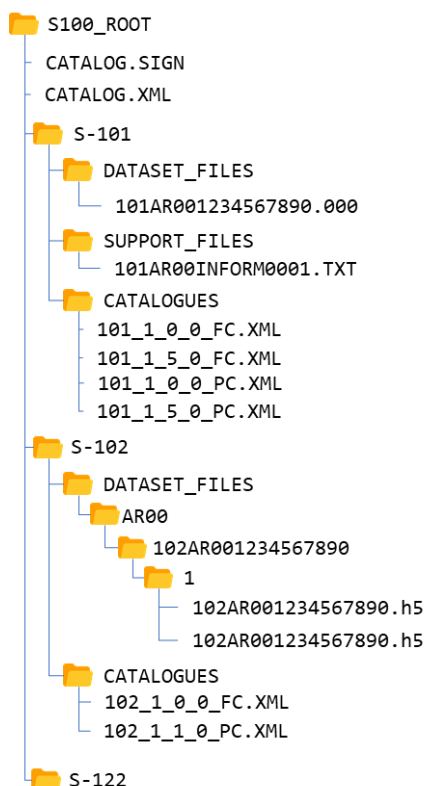 S100_ROOT
CATALOG.SIGN
CATALOG.XML
S-101
DATASET_FILES
101AR001234567890.000
SUPPORT_FILES
101AR00INFORM0001.TXT
CATALOGUES
101_1_0_0_FC.XML
101_1_5_0_FC.XML
101_1_0_0_PC.XML
101_1_5_0_PC.XML
S-102
DATASET_FILES
AR00
102AR001234567890
1
102AR001234567890.h5
102AR001234567890.h5
CATALOGUES
102_1_0_0_FC.XML
102_1_1_0_PC.XML
S-122